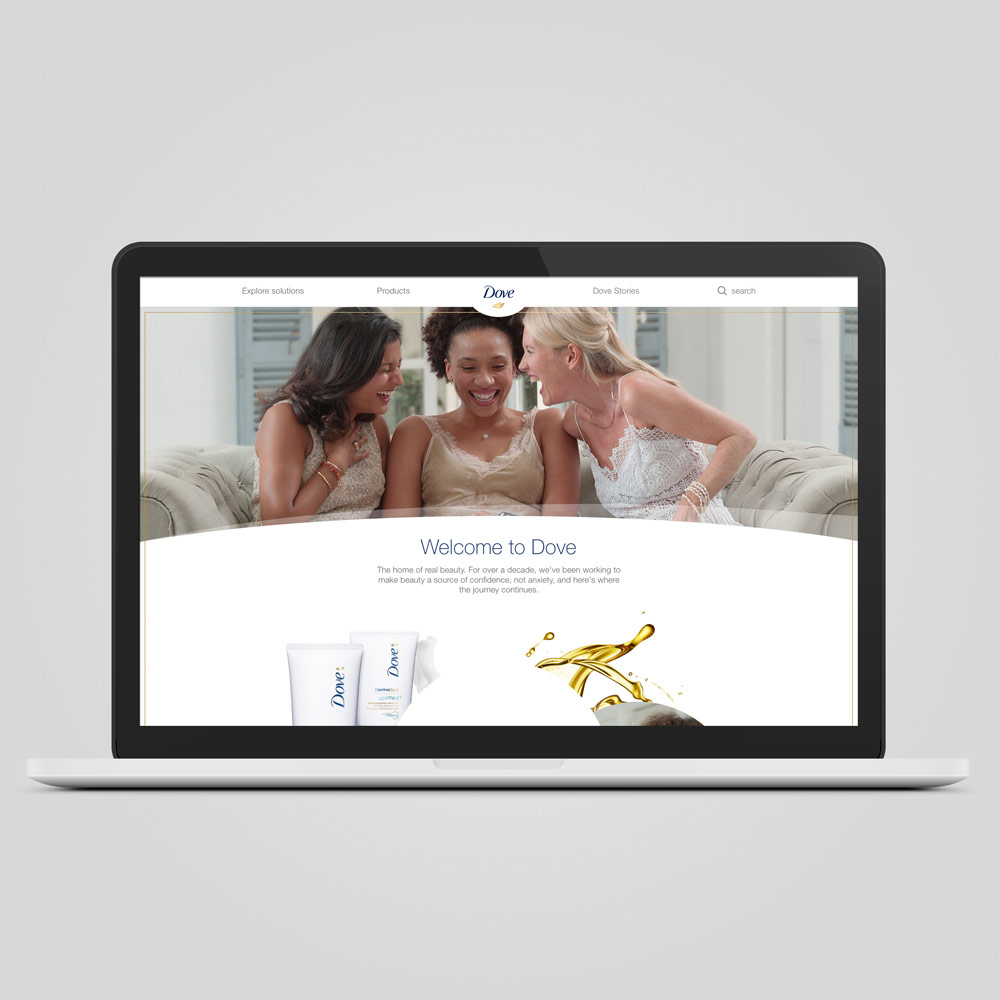 Explore solutions
Products
Dove
Dove Stories
search
Welcome to Dove
The home of real beauty. For over a decade, we've been working to
make beauty a source of confidence, not anxiety, and here's where
the journey continues.
Dove
Dove
DermaSpa
uplifted+